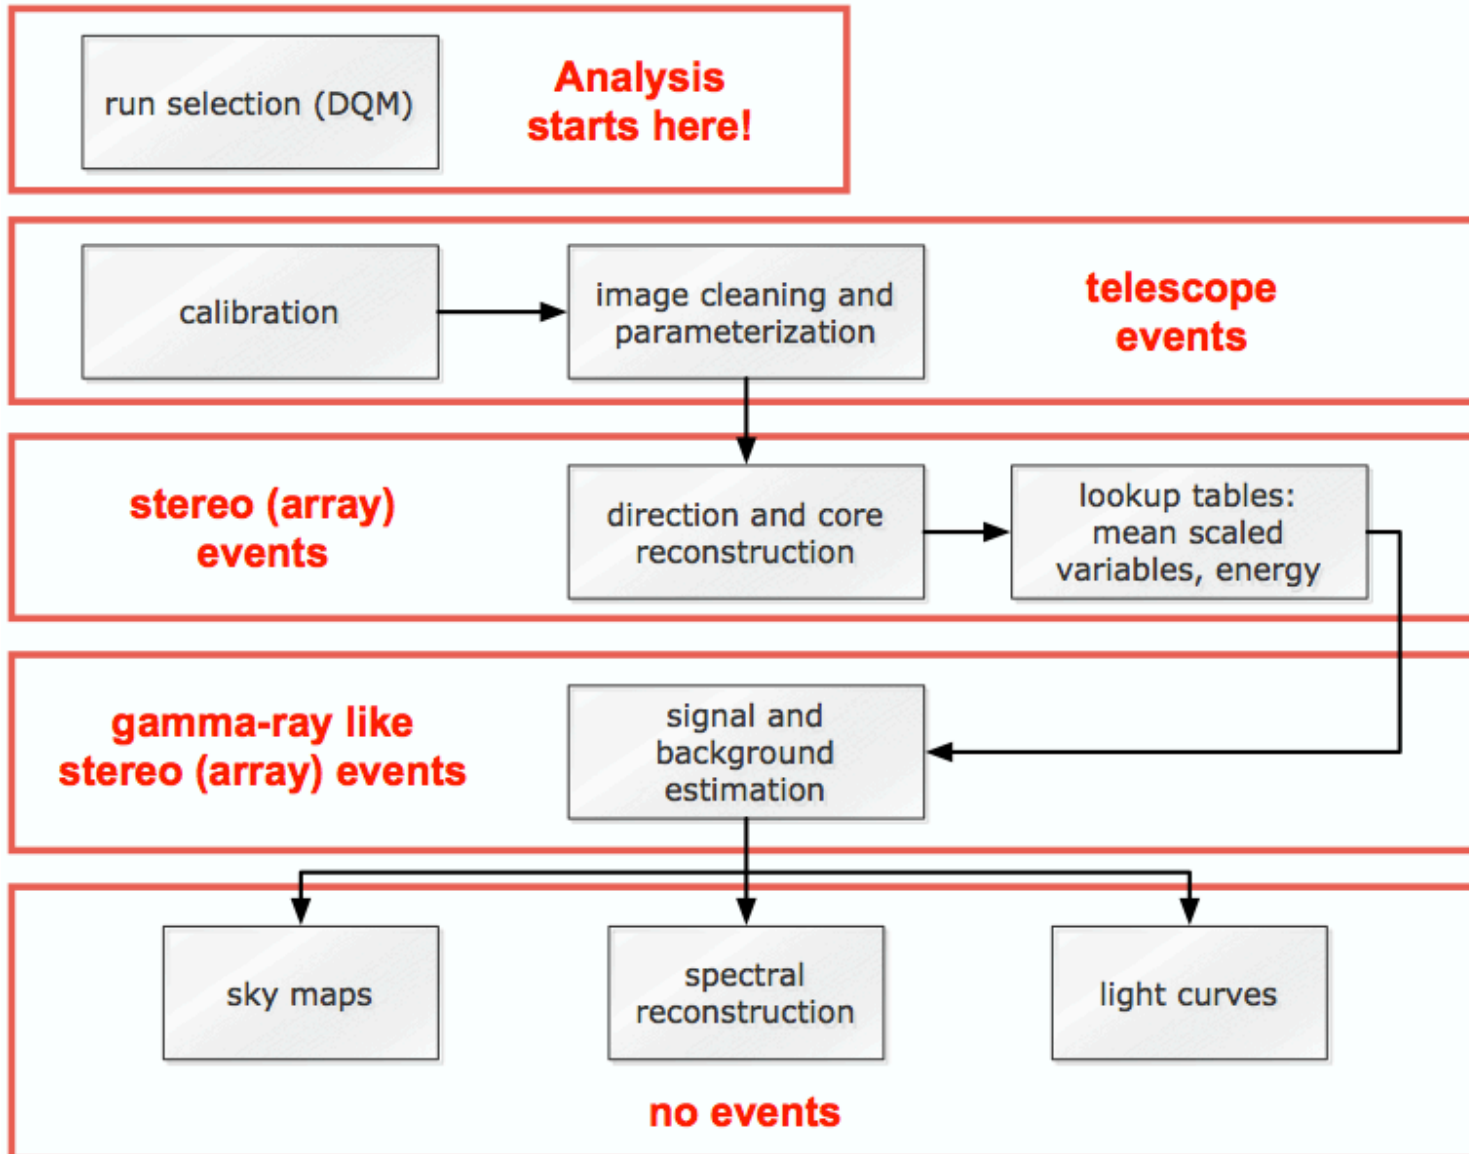 run selection (DQM)
Analysis
starts here!
calibration
image cleaning and
parameterization
telescope
events
stereo (array)
events
direction and core
reconstruction
lookup tables:
mean scaled
variables, energy
gamma-ray like
stereo (array) events
signal and
background
estimation
sky maps
spectral
reconstruction
light curves
no events